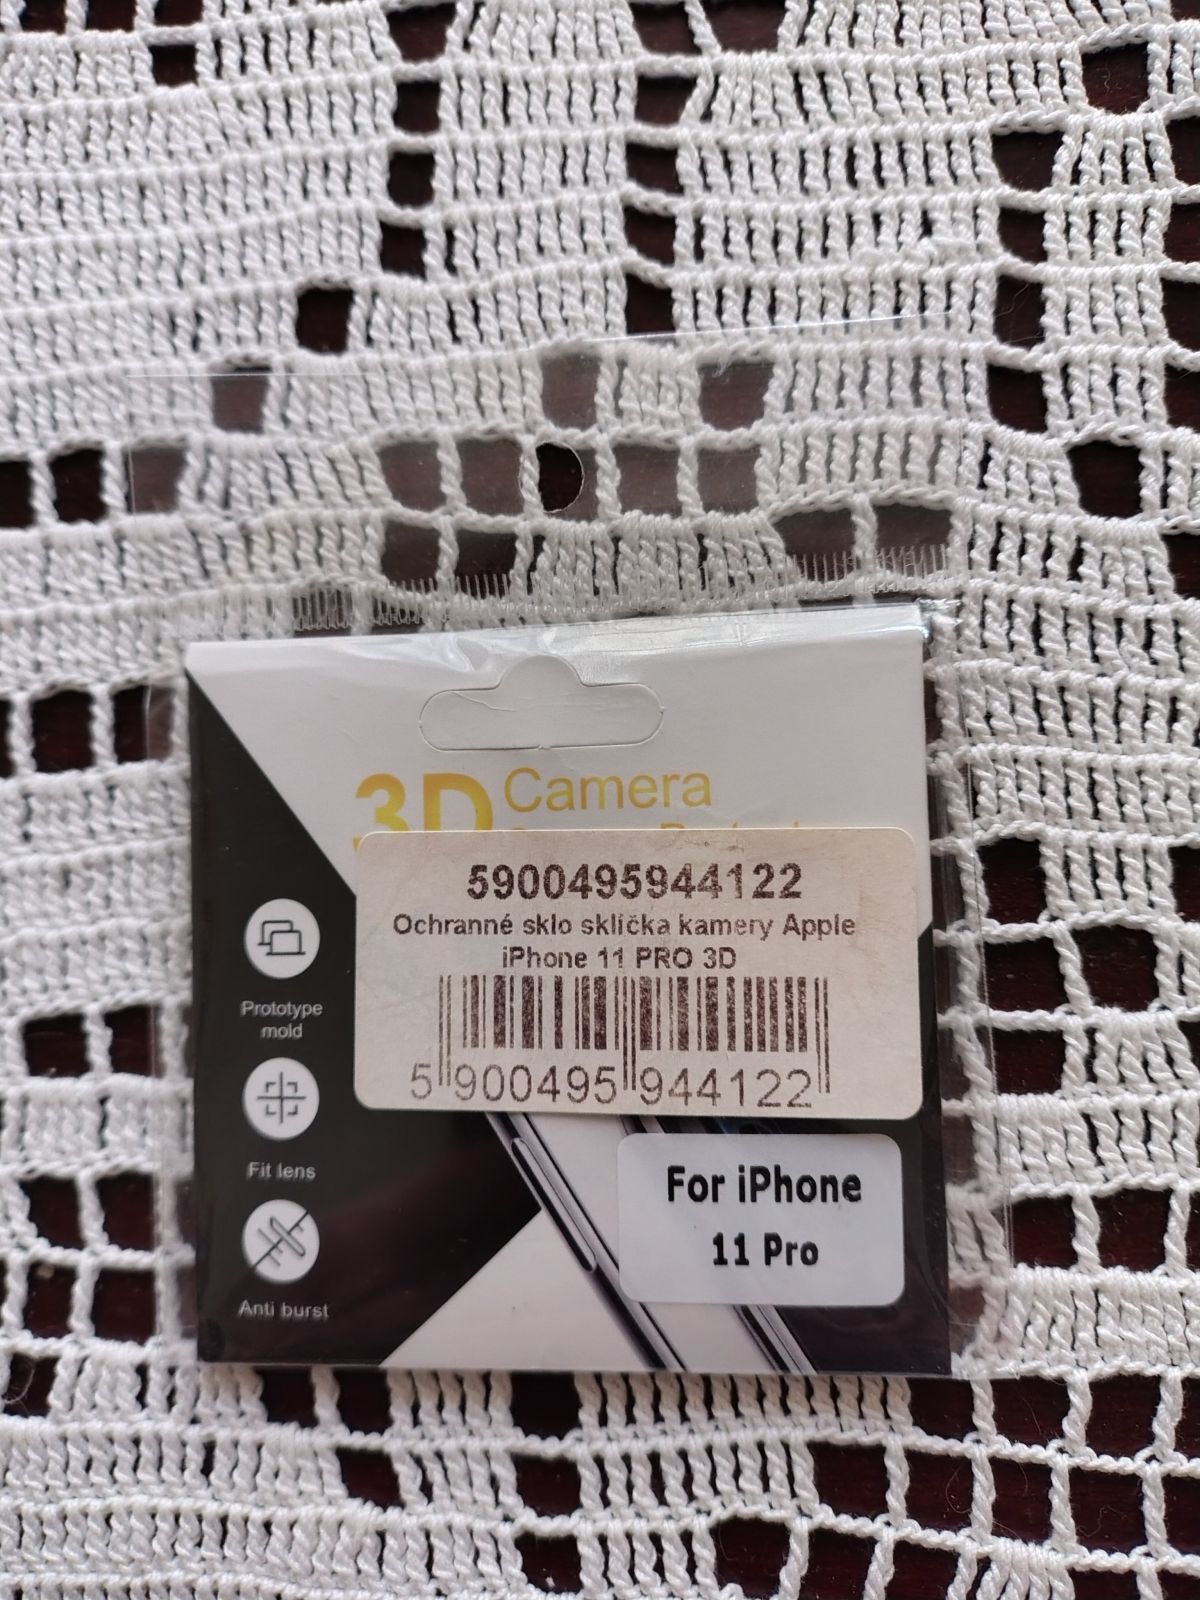 3D Camera
5900495944122
Ochranné sklo sklíčka kamery Apple
iPhone 11 PRO 3D
5 900495 944122
Prototype
mold
Fit lens
Anti burst
For iPhone
11 Pro